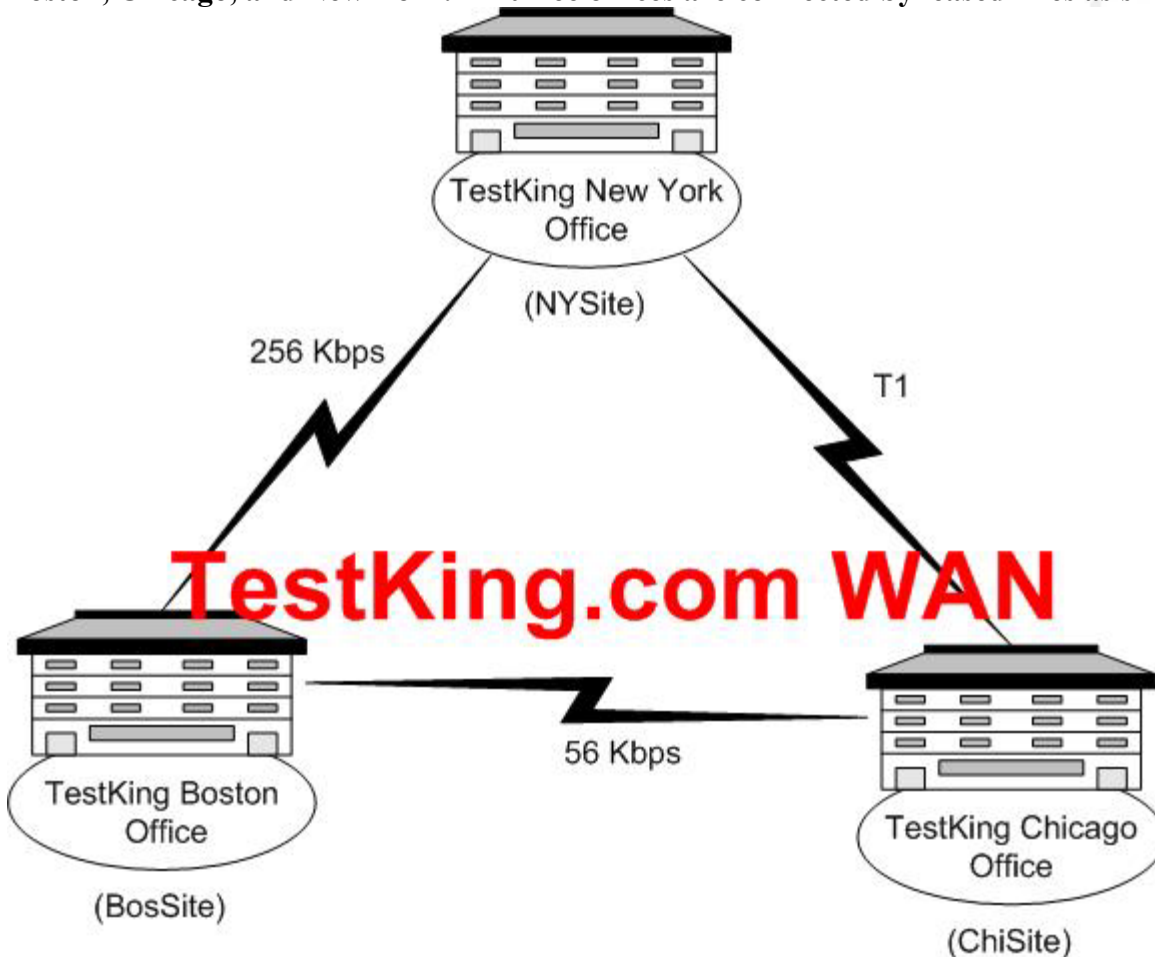 TestKing New York
Office
(NYSite)
256 Kbps
T1
TestKing.com WAN
56 Kbps
TestKing Boston
Office
(BosSite)
TestKing Chicago
Office
(ChiSite)